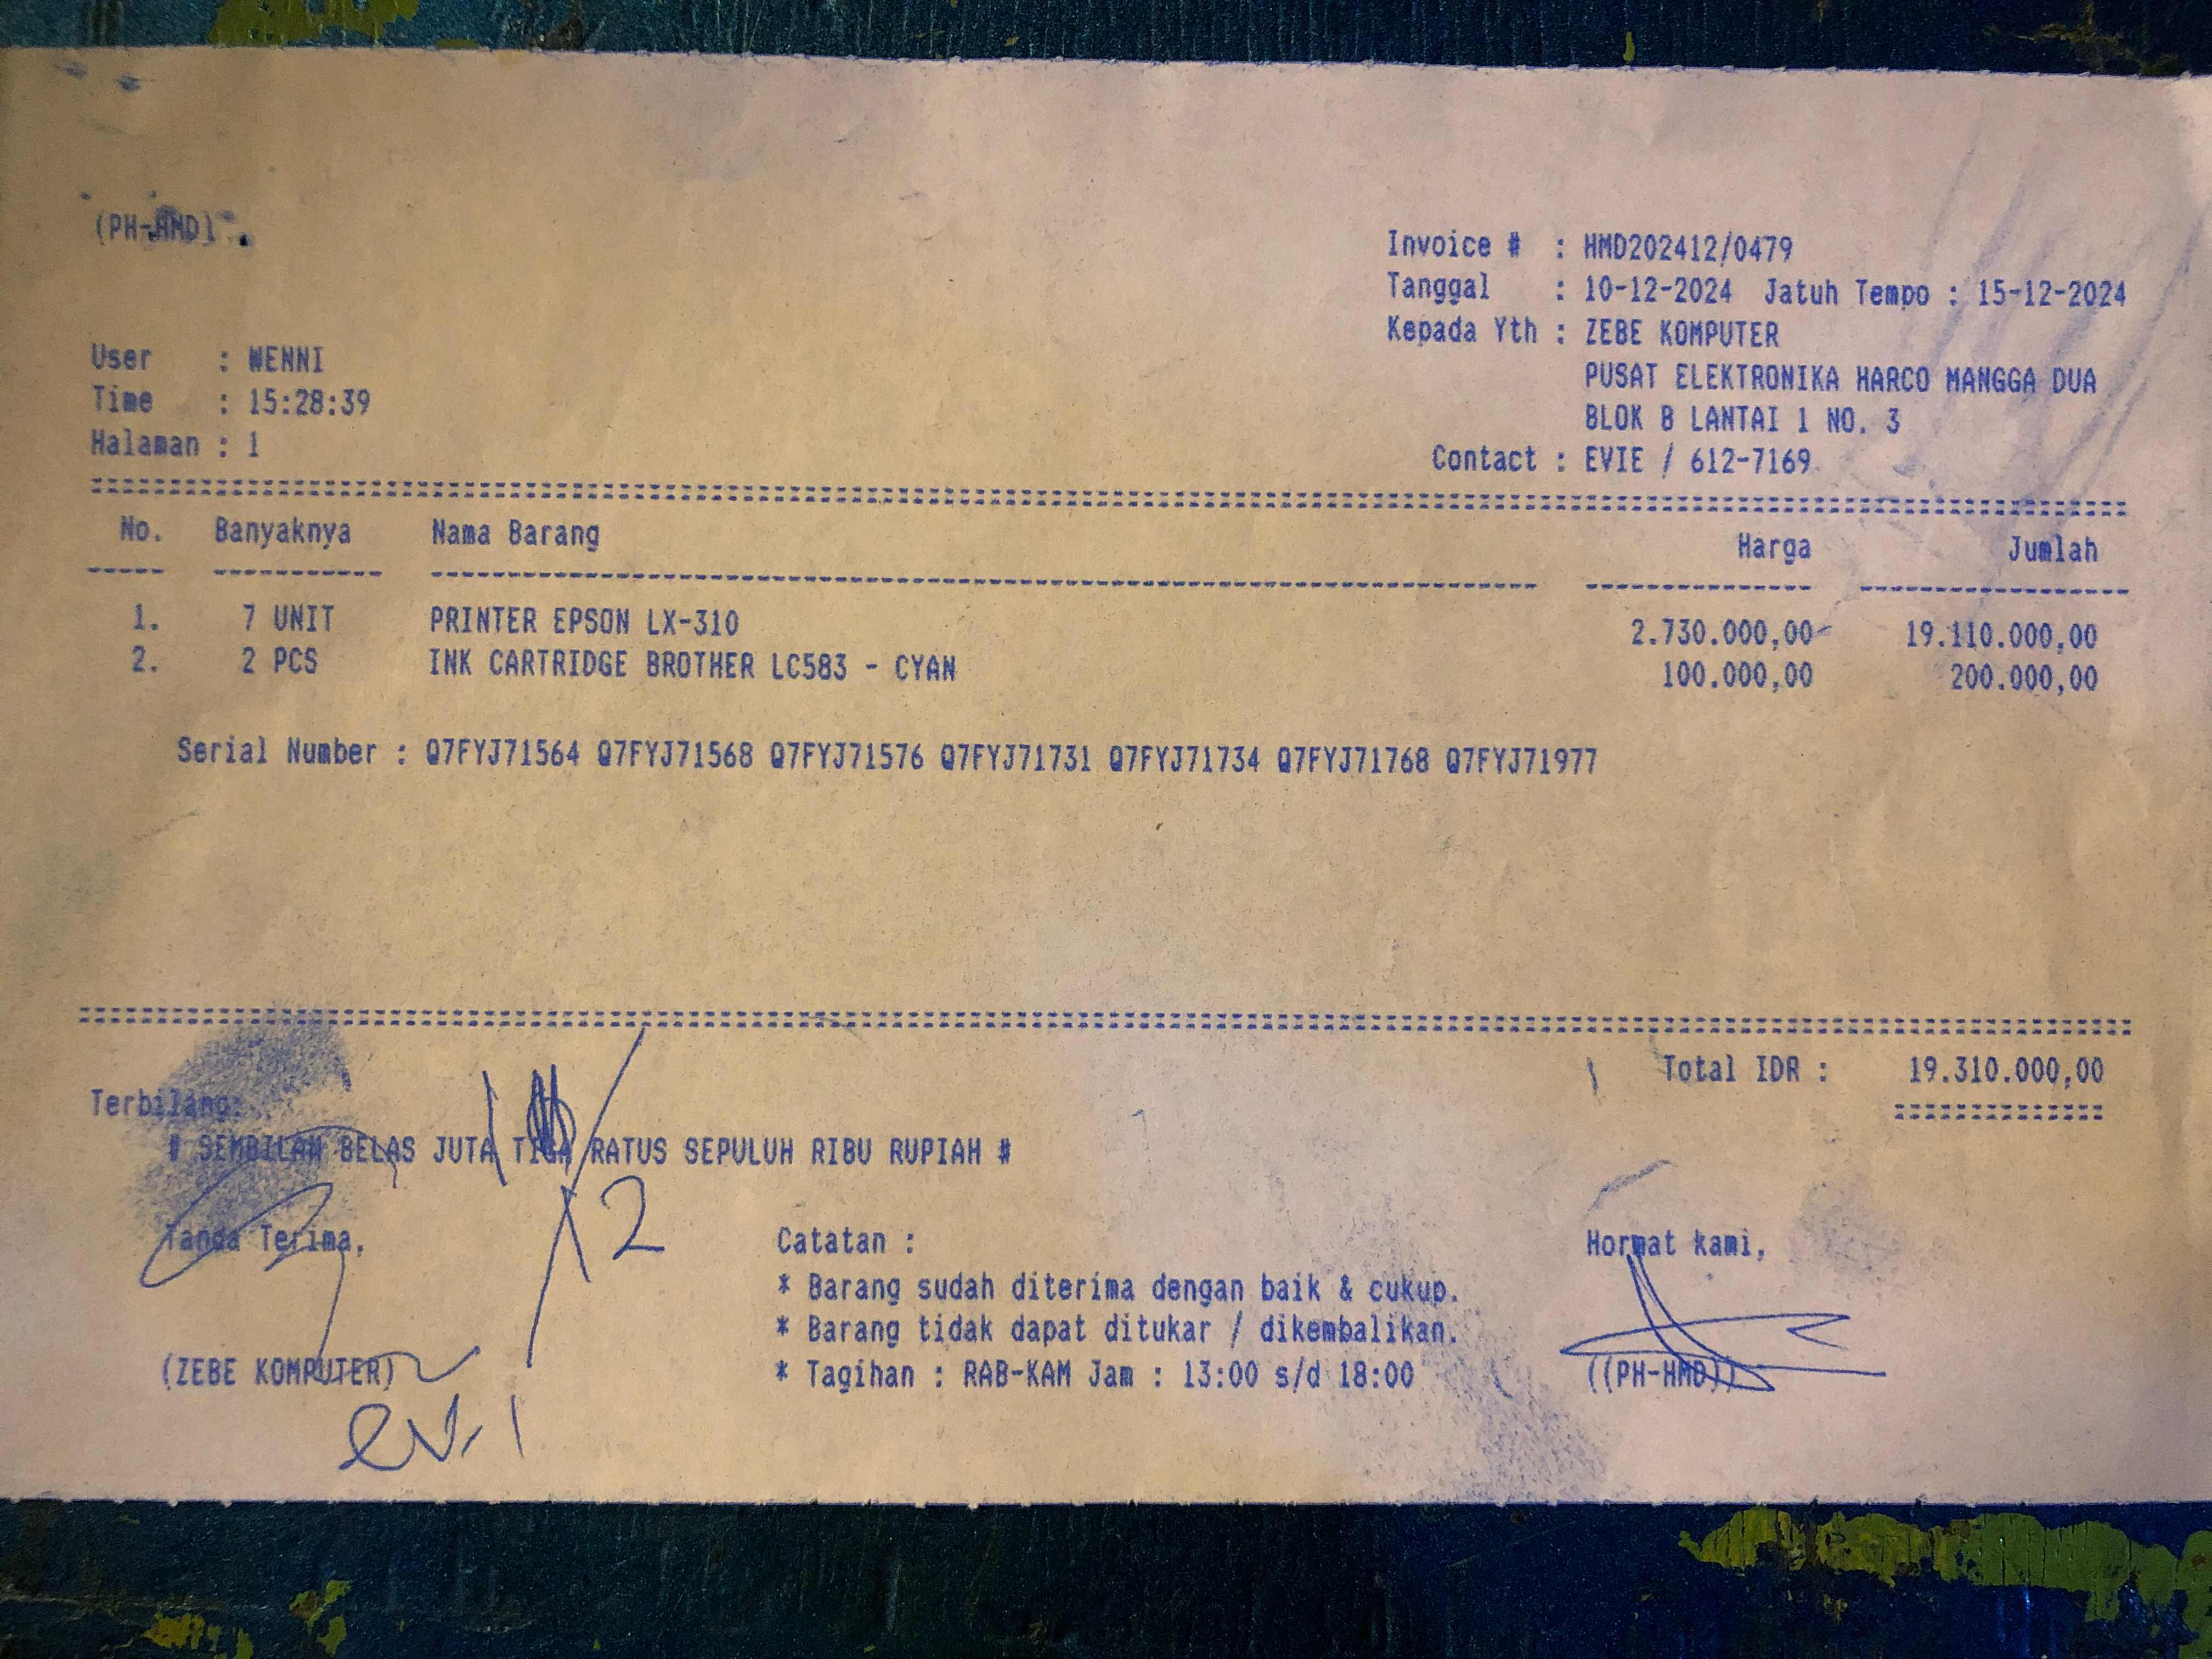 (PH-HMD)
Invoice # : HMD202412/0479
Tanggal : 10-12-2024 Jatuh Tempo : 15-12-2024
Kepada Yth : ZEBE KOMPUTER
PUSAT ELEKTRONIKA HARCO MANGGA DUA
BLOK B LANTAI 1 NO. 3
Contact : EVIE / 612-7169
User : WENNI
Time : 15:28:39
Halaman : 1
No. Banyaknya Nama Barang Harga Jumlah
1. 7 UNIT PRINTER EPSON LX-310 2.730.000,00 19.110.000,00
2. 2 PCS INK CARTRIDGE BROTHER LC583 - CYAN 100.000,00 200.000,00
Serial Number : Q7FYJ71564 Q7FYJ71568 Q7FYJ71576 Q7FYJ71731 Q7FYJ71734 Q7FYJ71768 Q7FYJ71977
Total IDR : 19.310.000,00
Terbilang:
# SEMBILAN BELAS JUTA TIGA RATUS SEPULUH RIBU RUPIAH #
Tanda Terima,
(ZEBE KOMPUTER)
Catatan :
* Barang sudah diterima dengan baik & cukup.
* Barang tidak dapat ditukar / dikembalikan.
* Tagihan : RAB-KAM Jam : 13:00 s/d 18:00
Hormat kami,
((PH-HMD))